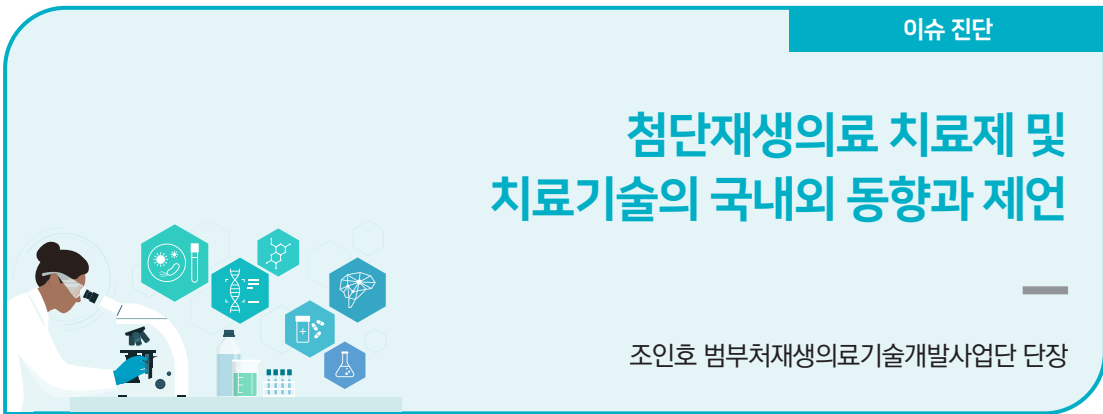 이슈 진단
첨단재생의료 치료제 및
치료기술의 국내외 동향과 제언
조인호 범부처재생의료기술개발사업단 단장